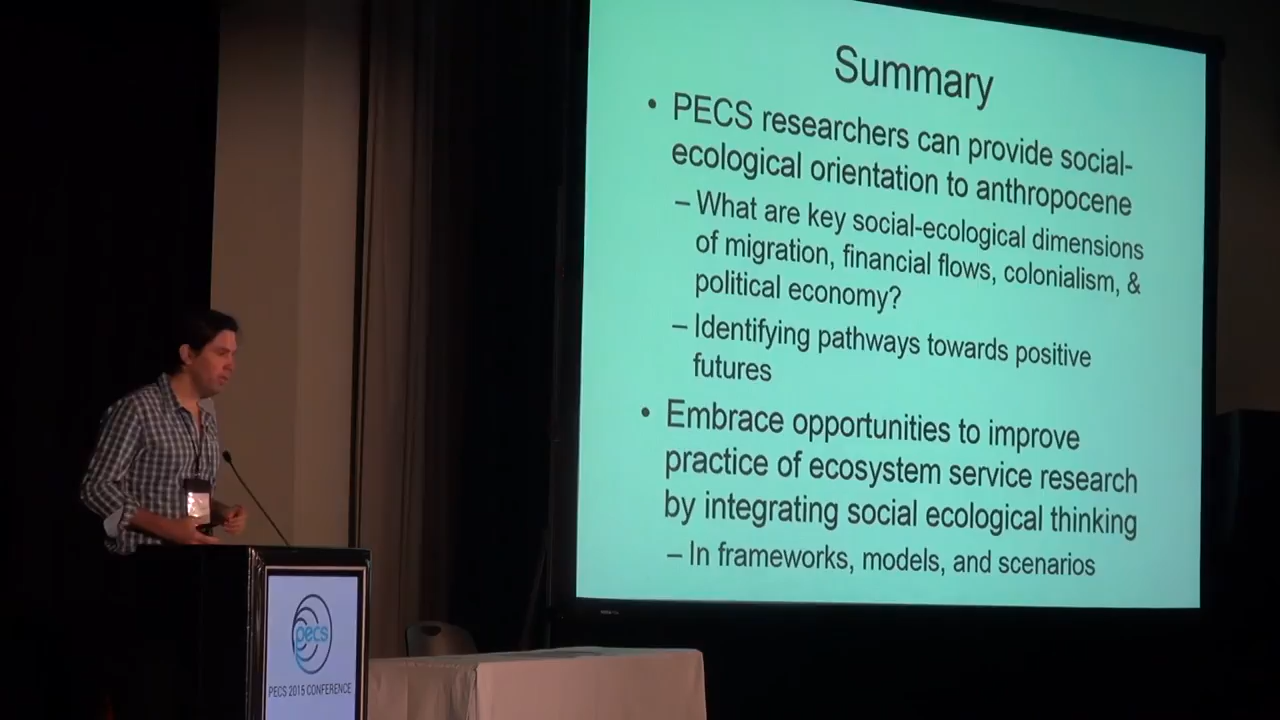 Summary
• PECS researchers can provide social-
ecological orientation to anthropocene
– What are key social-ecological dimensions
of migration, financial flows, colonialism, &
political economy?
– Identifying pathways towards positive
futures
• Embrace opportunities to improve
practice of ecosystem service research
by integrating social ecological thinking
– In frameworks, models, and scenarios
pecs
PECS 2015 CONFERENCE